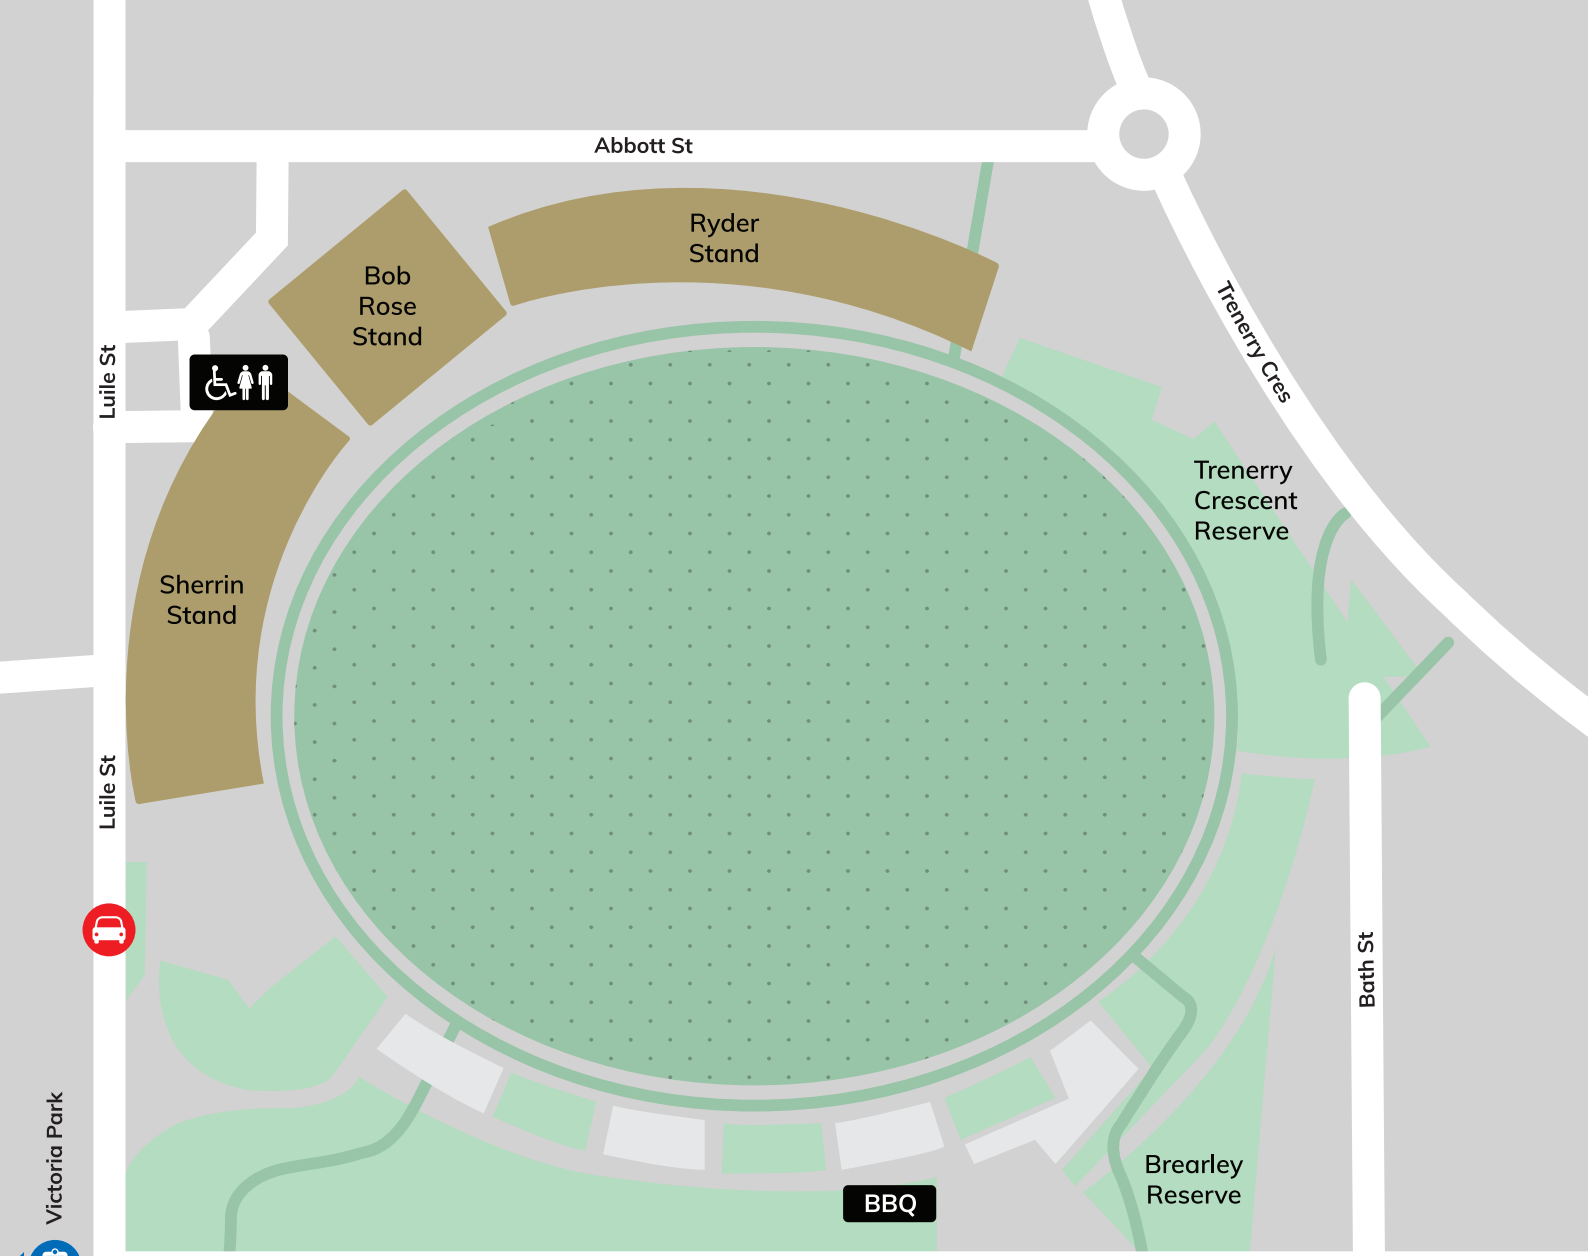 Abbott St
Ryder
Stand
Bob
Rose
Stand
Trenerry Cres
Luile St
Trenerry
Crescent
Reserve
Sherrin
Stand
Luile St
Bath St
Victoria Park
Brearley
Reserve
BBQ